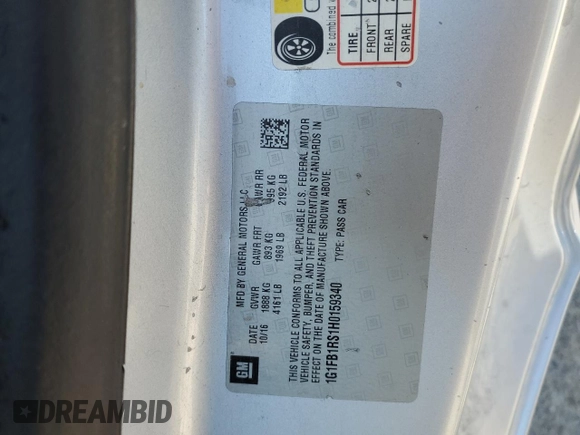 The combined w
TIRE
FRONT
REAR
SPARE
GM
MFD BY GENERAL MOTORS LLC
DATE GVWR GAWR FRT GAWR RR
10/16 1888 KG 893 KG 995 KG
4161 LB 1969 LB 2192 LB
THIS VEHICLE CONFORMS TO ALL APPLICABLE U.S. FEDERAL MOTOR
VEHICLE SAFETY, BUMPER, AND THEFT PREVENTION STANDARDS IN
EFFECT ON THE DATE OF MANUFACTURE SHOWN ABOVE.
1G1FB1RS1H0159340 TYPE: PASS CAR
DREAMBID